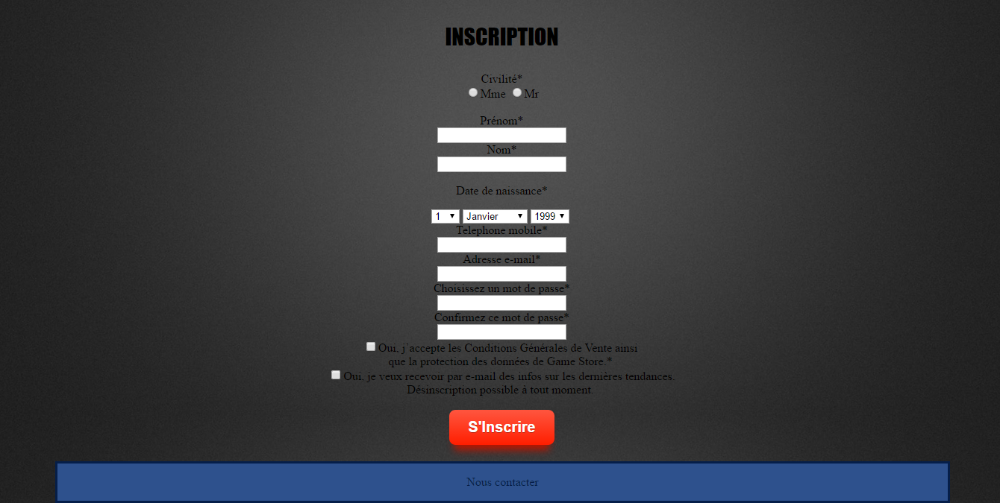 INSCRIPTION
Civilité*
Mme Mr
Prénom*
Nom*
Date de naissance*
1 Janvier 1999
Telephone mobile*
Adresse e-mail*
Choisissez un mot de passe*
Confirmez ce mot de passe*
Oui, j'accepte les Conditions Générales de Vente ainsi
que la protection des données de Game Store.*
Oui, je veux recevoir par e-mail des infos sur les dernières tendances.
Désinscription possible à tout moment.
S'Inscrire
Nous contacter